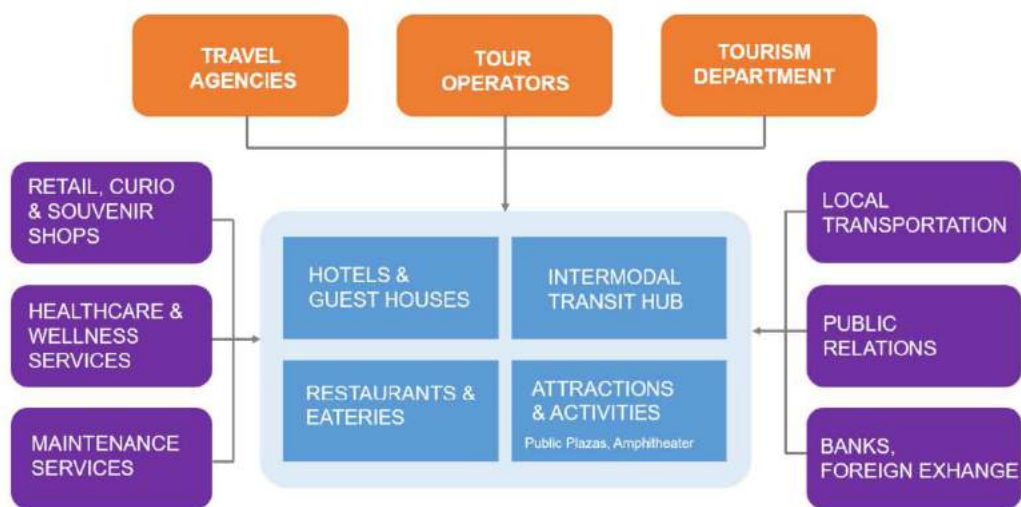 TRAVEL
AGENCIES
TOUR
OPERATORS
TOURISM
DEPARTMENT
RETAIL, CURIO
& SOUVENIR
SHOPS
HEALTHCARE &
WELLNESS
SERVICES
MAINTENANCE
SERVICES
HOTELS &
GUEST HOUSES
INTERMODAL
TRANSIT HUB
RESTAURANTS &
EATERIES
ATTRACTIONS
& ACTIVITIES
Public Plazas, Amphitheater
LOCAL
TRANSPORTATION
PUBLIC
RELATIONS
BANKS,
FOREIGN EXHANGE